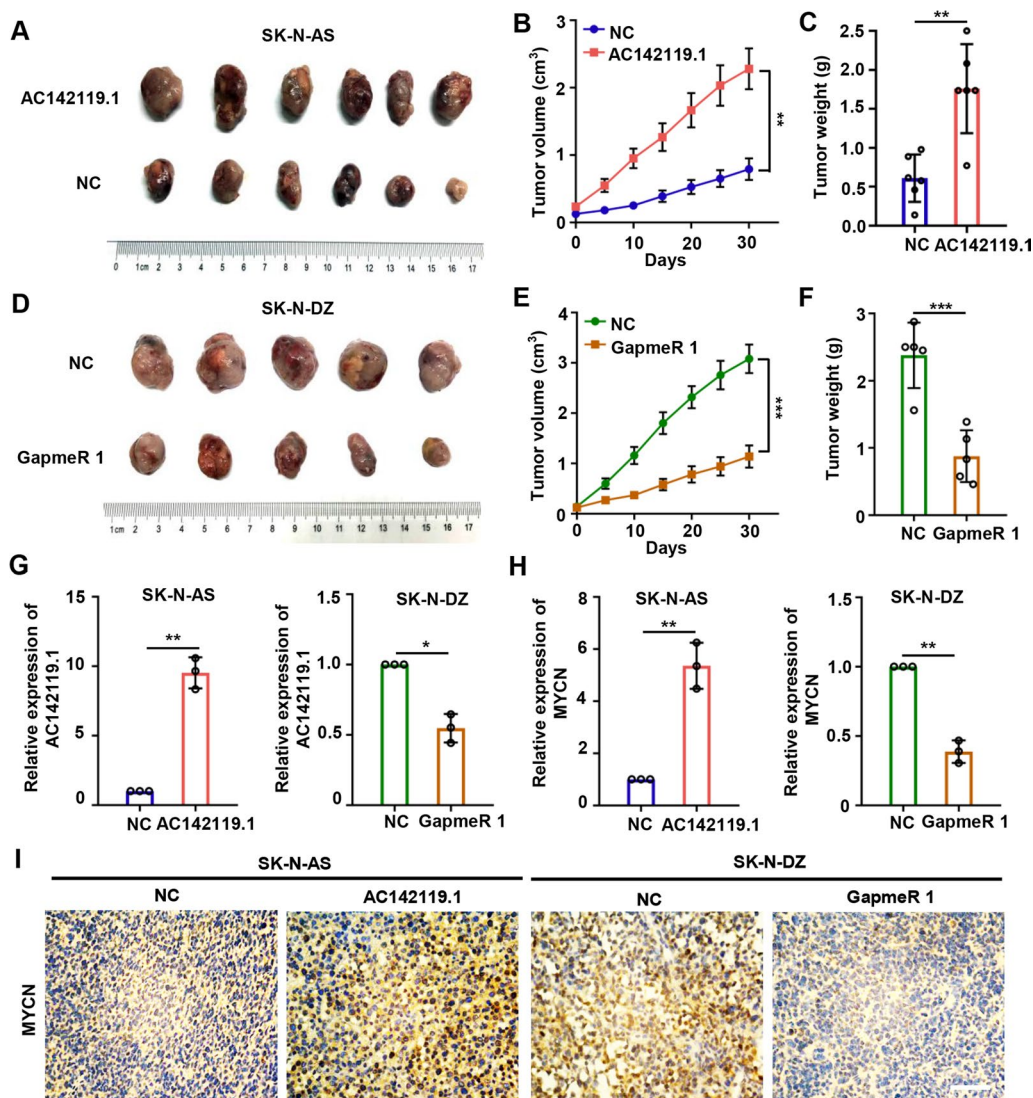 A
SK-N-AS
AC142119.1
NC
0 1cm 2 3 4 5 6 7 8 9 10 11 12 13 14 15 16 17
B
NC
AC142119.1
Tumor volume (cm3)
3
2
1
0
**
0 10 20 30
Days
C
**
Tumor weight (g)
2.5
2.0
1.5
1.0
0.5
0.0
NC AC142119.1
D
SK-N-DZ
NC
GapmeR 1
1cm 2 3 4 5 6 7 8 9 10 11 12 13 14 15 16 17
E
NC
GapmeR 1
Tumor volume (cm3)
4
3
2
1
0
***
0 10 20 30
Days
F
***
Tumor weight (g)
3
2
1
0
NC GapmeR 1
G
Relative expression of
AC142119.1
SK-N-AS
15
10
5
0
**
NC AC142119.1
Relative expression of
AC142119.1
SK-N-DZ
1.5
1.0
0.5
0.0
*
NC GapmeR 1
H
Relative expression of
MYCN
SK-N-AS
8
6
4
2
0
**
NC AC142119.1
Relative expression of
MYCN
SK-N-DZ
1.5
1.0
0.5
0.0
**
NC GapmeR 1
I
SK-N-AS SK-N-DZ
NC AC142119.1 NC GapmeR 1
MYCN